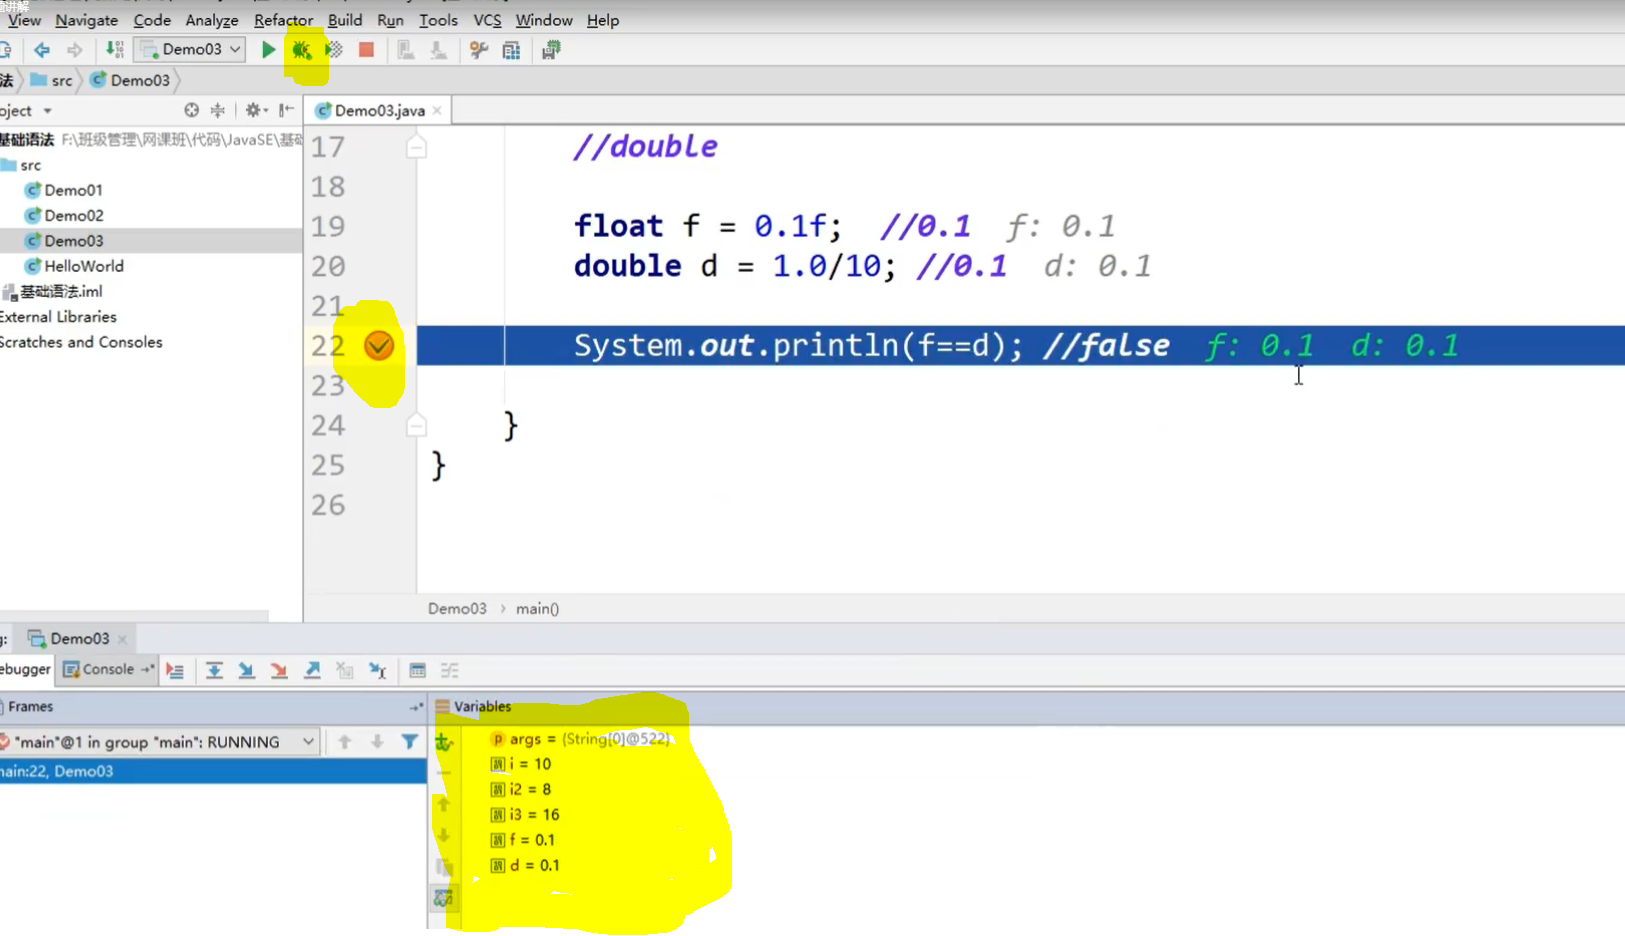 题讲解
View Navigate Code Analyze Refactor Build Run Tools VCS Window Help
Demo03
法 src Demo03
oject Demo03.java ×
基础语法 F:\班级管理\网课班\代码\JavaSE\基础
src
Demo01
Demo02
Demo03
HelloWorld
基础语法.iml
External Libraries
Scratches and Consoles
17 //double
18
19 float f = 0.1f; //0.1 f: 0.1
20 double d = 1.0/10; //0.1 d: 0.1
21
22 System.out.println(f==d); //false f: 0.1 d: 0.1
23
24 }
25 }
26
Demo03 › main()
g: Demo03 ×
ebugger Console
Frames
"main"@1 in group "main": RUNNING
main:22, Demo03
Variables
args = {String[0]@522}
i = 10
i2 = 8
i3 = 16
f = 0.1
d = 0.1